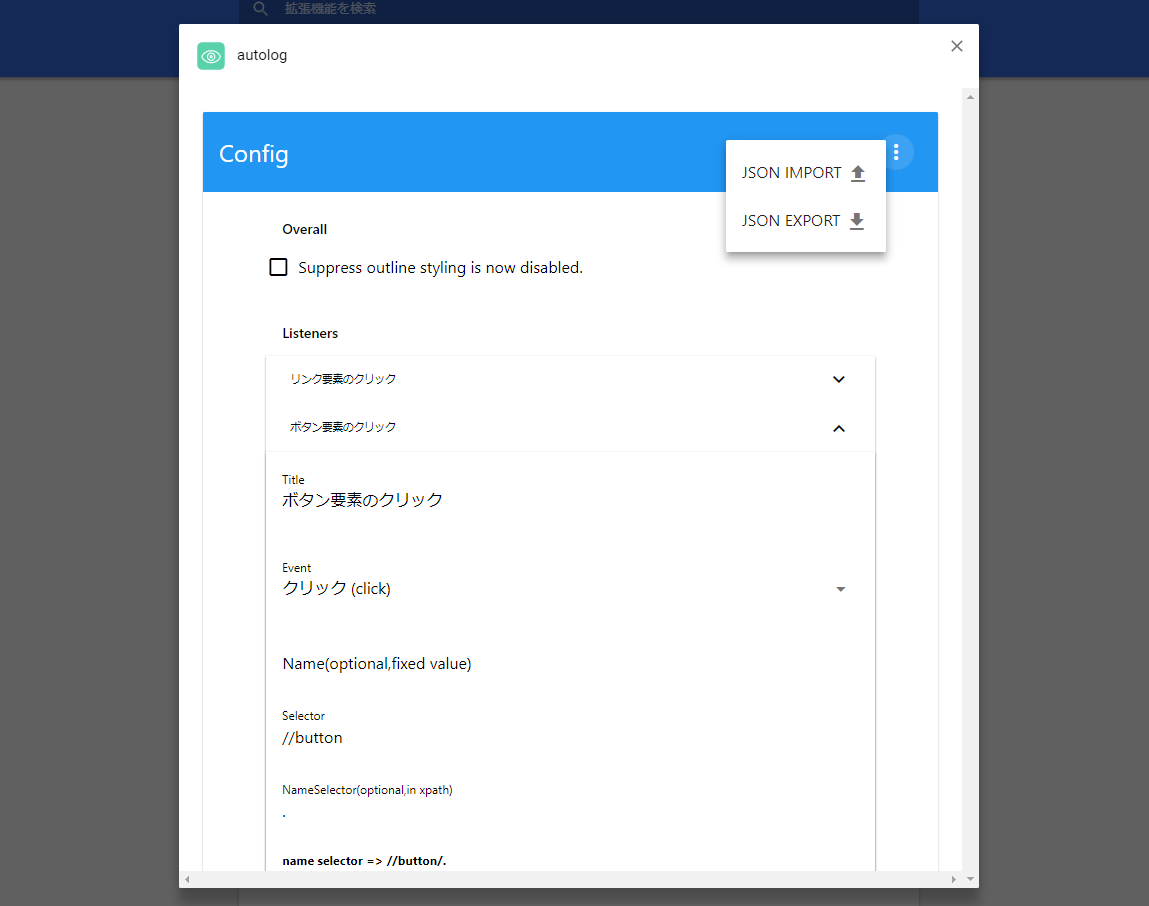 拡張機能を検索
autolog
Config
JSON IMPORT
JSON EXPORT
Overall
Suppress outline styling is now disabled.
Listeners
リンク要素のクリック
ボタン要素のクリック
Title
ボタン要素のクリック
Event
クリック (click)
Name(optional,fixed value)
Selector
//button
NameSelector(optional,in xpath)
.
name selector => //button/.